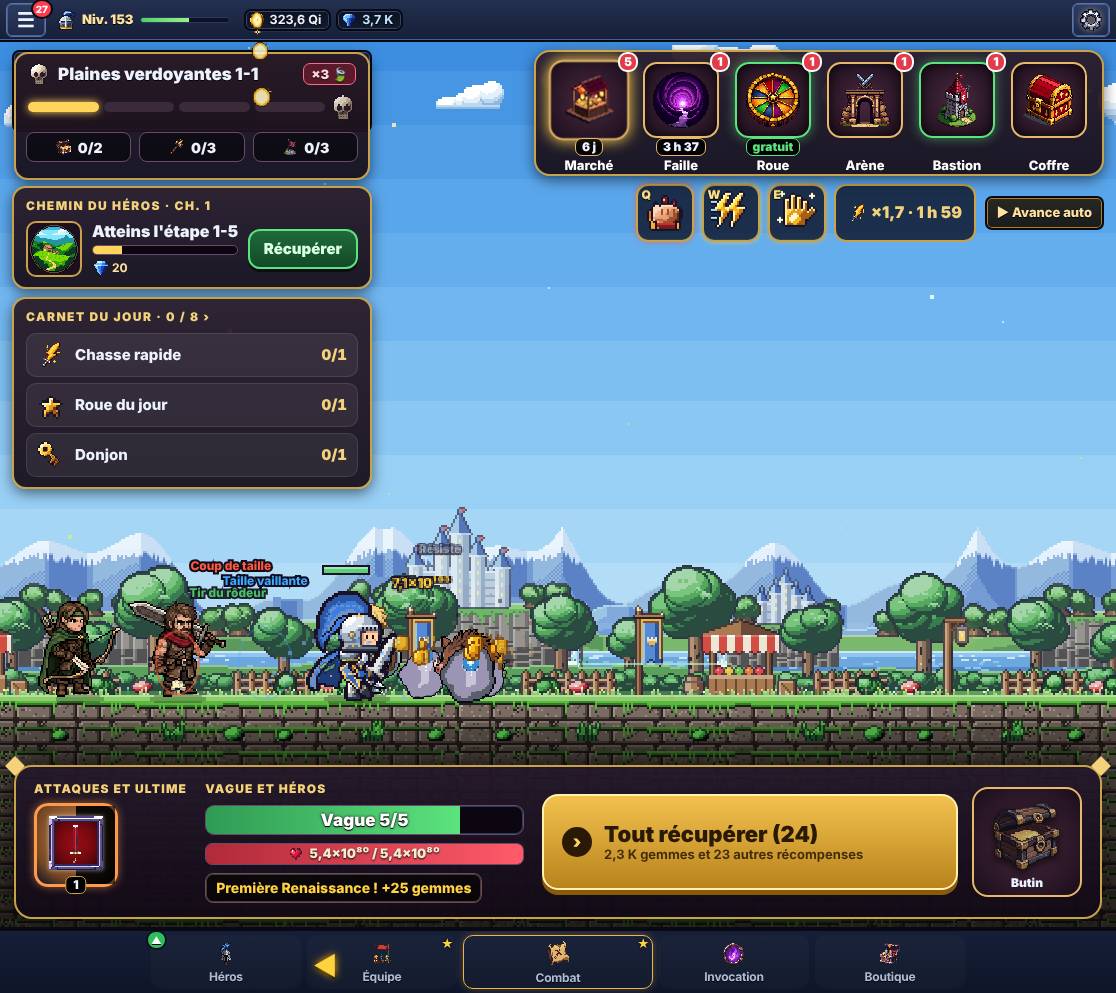 27
Niv. 153
323,6 Qi
3,7 K
Plaines verdoyantes 1-1
×3
0/2
0/3
0/3
5
1
1
1
1
6 j
3 h 37
gratuit
Marché
Faille
Roue
Arène
Bastion
Coffre
Q
W
E
×1,7 · 1 h 59
▶ Avance auto
CHEMIN DU HÉROS · CH. 1
Atteins l'étape 1-5
20
Récupérer
CARNET DU JOUR · 0 / 8 ›
Chasse rapide 0/1
Roue du jour 0/1
Donjon 0/1
Résiste
Coup de taille
Taille vaillante
Tir du rôdeur
ATTAQUES ET ULTIME
1
VAGUE ET HÉROS
Vague 5/5
5,4×10⁸⁰ / 5,4×10⁸⁰
Première Renaissance ! +25 gemmes
Tout récupérer (24)
2,3 K gemmes et 23 autres récompenses
Butin
Héros
Équipe
Combat
Invocation
Boutique